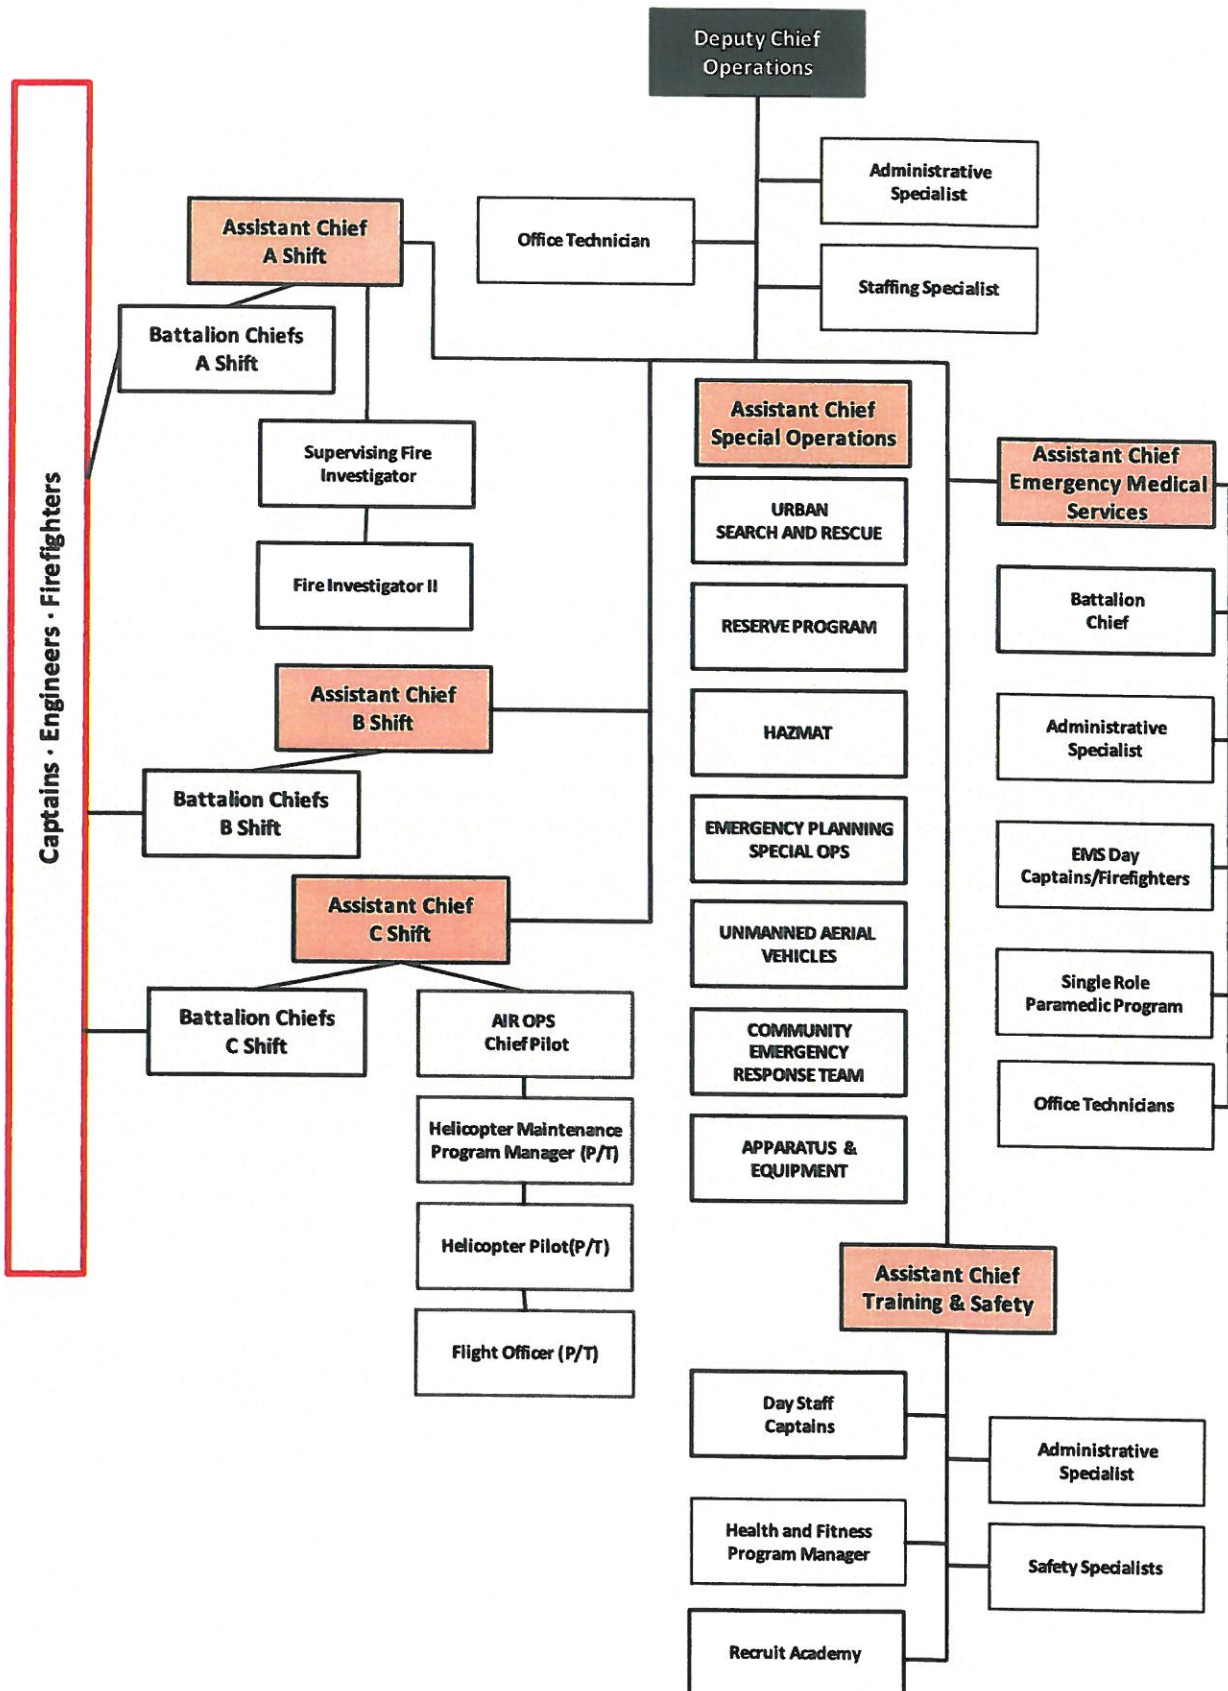 Deputy Chief
Operations
Administrative
Specialist
Office Technician
Staffing Specialist
Captains · Engineers · Firefighters
Assistant Chief
A Shift
Battalion Chiefs
A Shift
Supervising Fire
Investigator
Fire Investigator II
Assistant Chief
B Shift
Battalion Chiefs
B Shift
Assistant Chief
C Shift
Battalion Chiefs
C Shift
AIR OPS
Chief Pilot
Helicopter Maintenance
Program Manager (P/T)
Helicopter Pilot(P/T)
Flight Officer (P/T)
Assistant Chief
Special Operations
URBAN
SEARCH AND RESCUE
RESERVE PROGRAM
HAZMAT
EMERGENCY PLANNING
SPECIAL OPS
UNMANNED AERIAL
VEHICLES
COMMUNITY
EMERGENCY
RESPONSE TEAM
APPARATUS &
EQUIPMENT
Assistant Chief
Emergency Medical
Services
Battalion
Chief
Administrative
Specialist
EMS Day
Captains/Firefighters
Single Role
Paramedic Program
Office Technicians
Assistant Chief
Training & Safety
Day Staff
Captains
Administrative
Specialist
Health and Fitness
Program Manager
Safety Specialists
Recruit Academy